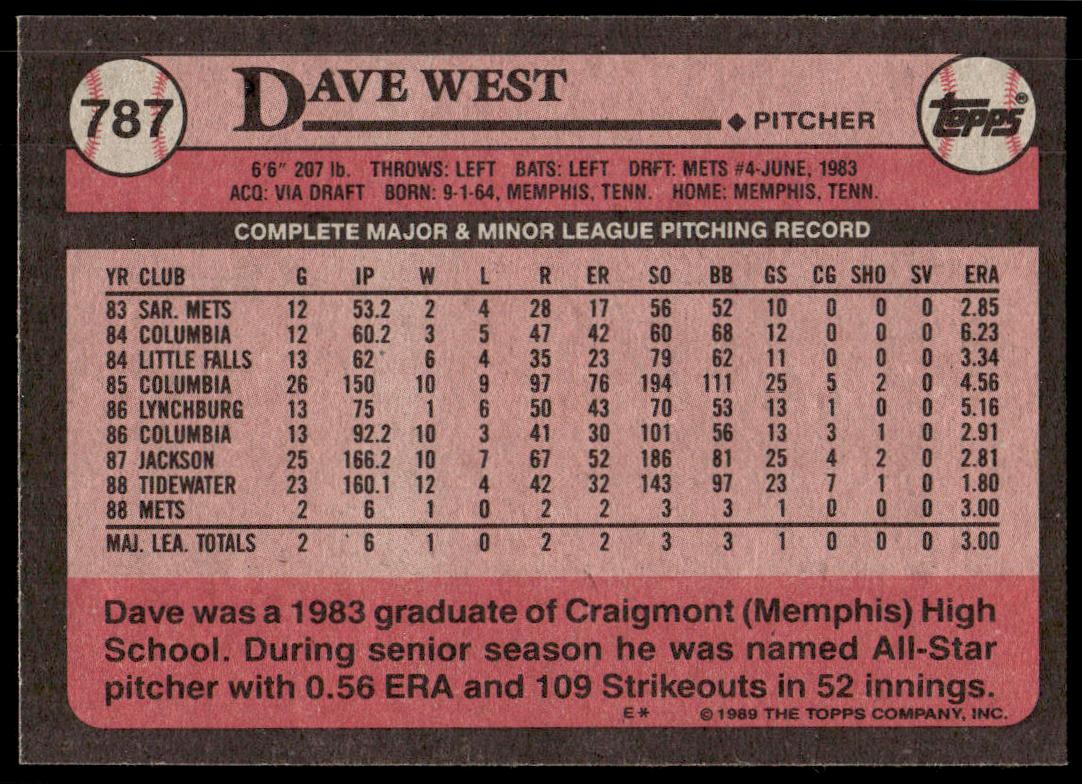 787
DAVE WEST
◆ PITCHER
Topps®
6'6" 207 lb. THROWS: LEFT BATS: LEFT DRFT: METS #4-JUNE, 1983
ACQ: VIA DRAFT BORN: 9-1-64, MEMPHIS, TENN. HOME: MEMPHIS, TENN.
COMPLETE MAJOR & MINOR LEAGUE PITCHING RECORD
YR CLUB G IP W L R ER SO BB GS CG SHO SV ERA
83 SAR. METS 12 53.2 2 4 28 17 56 52 10 0 0 0 2.85
84 COLUMBIA 12 60.2 3 5 47 42 60 68 12 0 0 0 6.23
84 LITTLE FALLS 13 62 6 4 35 23 79 62 11 0 0 0 3.34
85 COLUMBIA 26 150 10 9 97 76 194 111 25 5 2 0 4.56
86 LYNCHBURG 13 75 1 6 50 43 70 53 13 1 0 0 5.16
86 COLUMBIA 13 92.2 10 3 41 30 101 56 13 3 1 0 2.91
87 JACKSON 25 166.2 10 7 67 52 186 81 25 4 2 0 2.81
88 TIDEWATER 23 160.1 12 4 42 32 143 97 23 7 1 0 1.80
88 METS 2 6 1 0 2 2 3 3 1 0 0 0 3.00
MAJ. LEA. TOTALS 2 6 1 0 2 2 3 3 1 0 0 0 3.00
Dave was a 1983 graduate of Craigmont (Memphis) High
School. During senior season he was named All-Star
pitcher with 0.56 ERA and 109 Strikeouts in 52 innings.
E* © 1989 THE TOPPS COMPANY, INC.